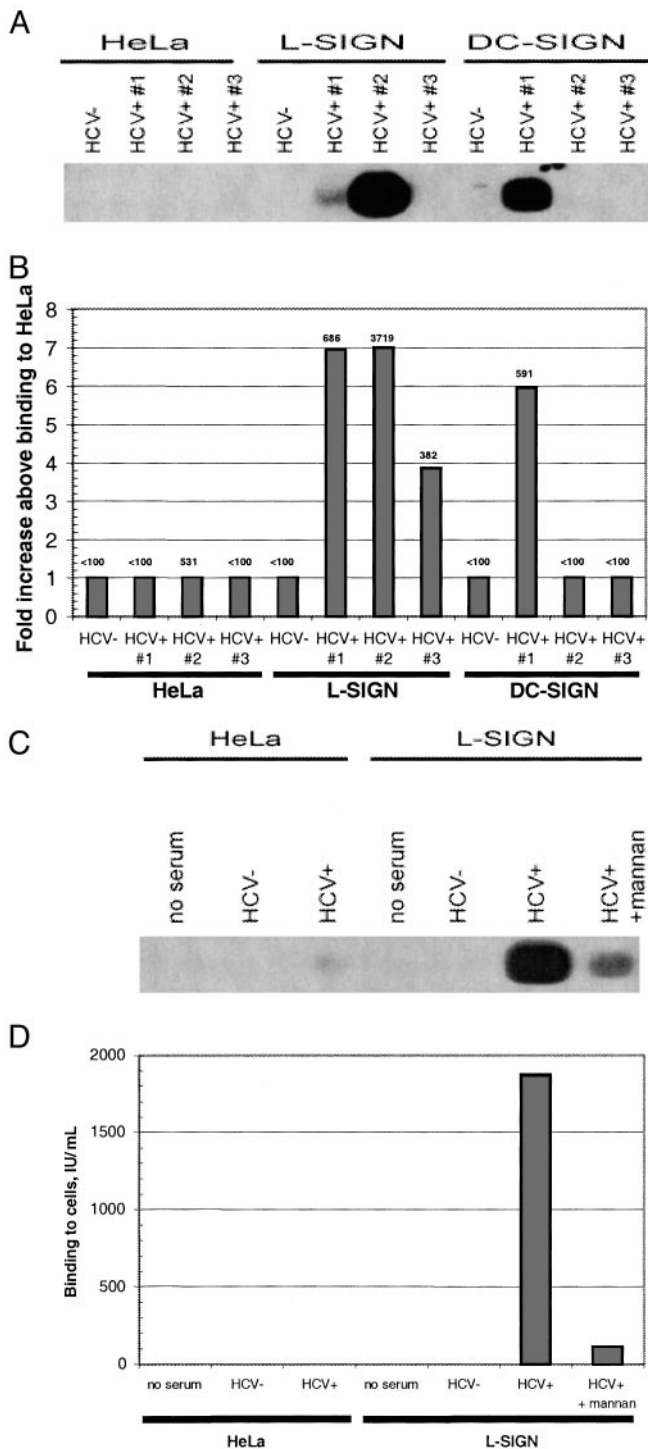 A
HeLa L-SIGN DC-SIGN
HCV- HCV+ #1 HCV+ #2 HCV+ #3 HCV- HCV+ #1 HCV+ #2 HCV+ #3 HCV- HCV+ #1 HCV+ #2 HCV+ #3
B
Fold increase above binding to HeLa
8
7
6
5
4
3
2
1
0
<100 <100 531 <100 <100 686 3719 382 <100 591 <100 <100
HCV- HCV+ HCV+ HCV+ HCV- HCV+ HCV+ HCV+ HCV- HCV+ HCV+ HCV+
#1 #2 #3 #1 #2 #3 #1 #2 #3
HeLa L-SIGN DC-SIGN
C
HeLa L-SIGN
no serum HCV- HCV+ no serum HCV- HCV+ HCV+ +mannan
D
Binding to cells, IU/mL
2000
1500
1000
500
0
no serum HCV- HCV+ no serum HCV- HCV+ HCV+
+ mannan
HeLa L-SIGN